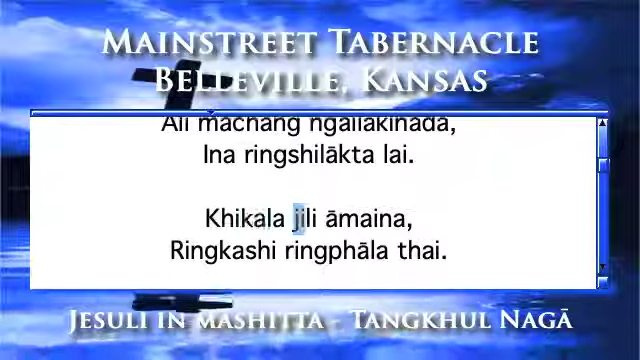 MAINSTREET TABERNACLE
BELLEVILLE, KANSAS
Ali machang ngailakihada,
Ina ringshilākta lai.
Khikala jili āmaina,
Ringkashi ringphāla thai.
JESULI IN MASHITTA - TANGKHUL NAGĀ